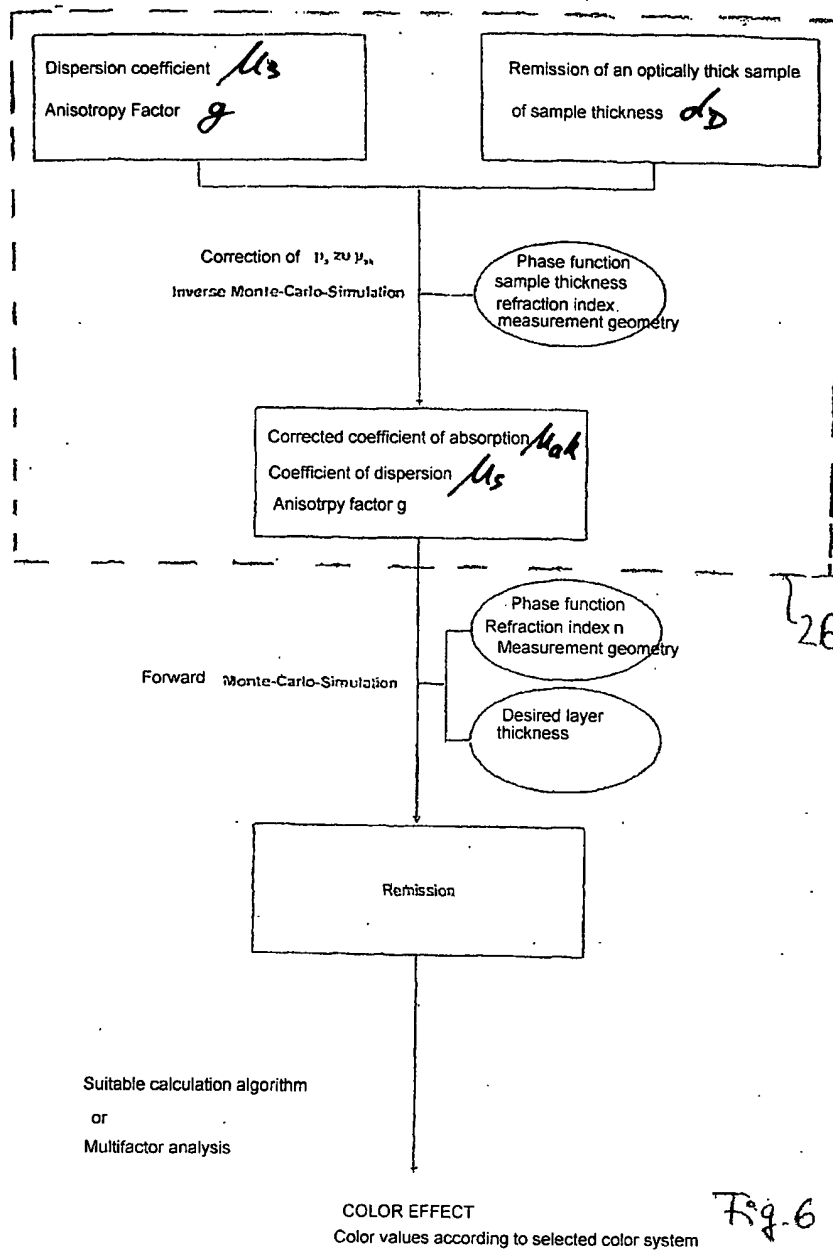 Dispersion coefficient μs
Anisotropy Factor g
Remission of an optically thick sample
of sample thickness dD
Correction of zu
Inverse Monte-Carlo-Simulation
Phase function
sample thickness
refraction index.
measurement geometry
Corrected coefficient of absorption μak
Coefficient of dispersion μs
Anisotrpy factor g
26
Phase function
Refraction index n
Measurement geometry
Forward Monte-Carlo-Simulation
Desired layer
thickness
Remission
Suitable calculation algorithm
or
Multifactor analysis
COLOR EFFECT
Color values according to selected color system
Fig. 6